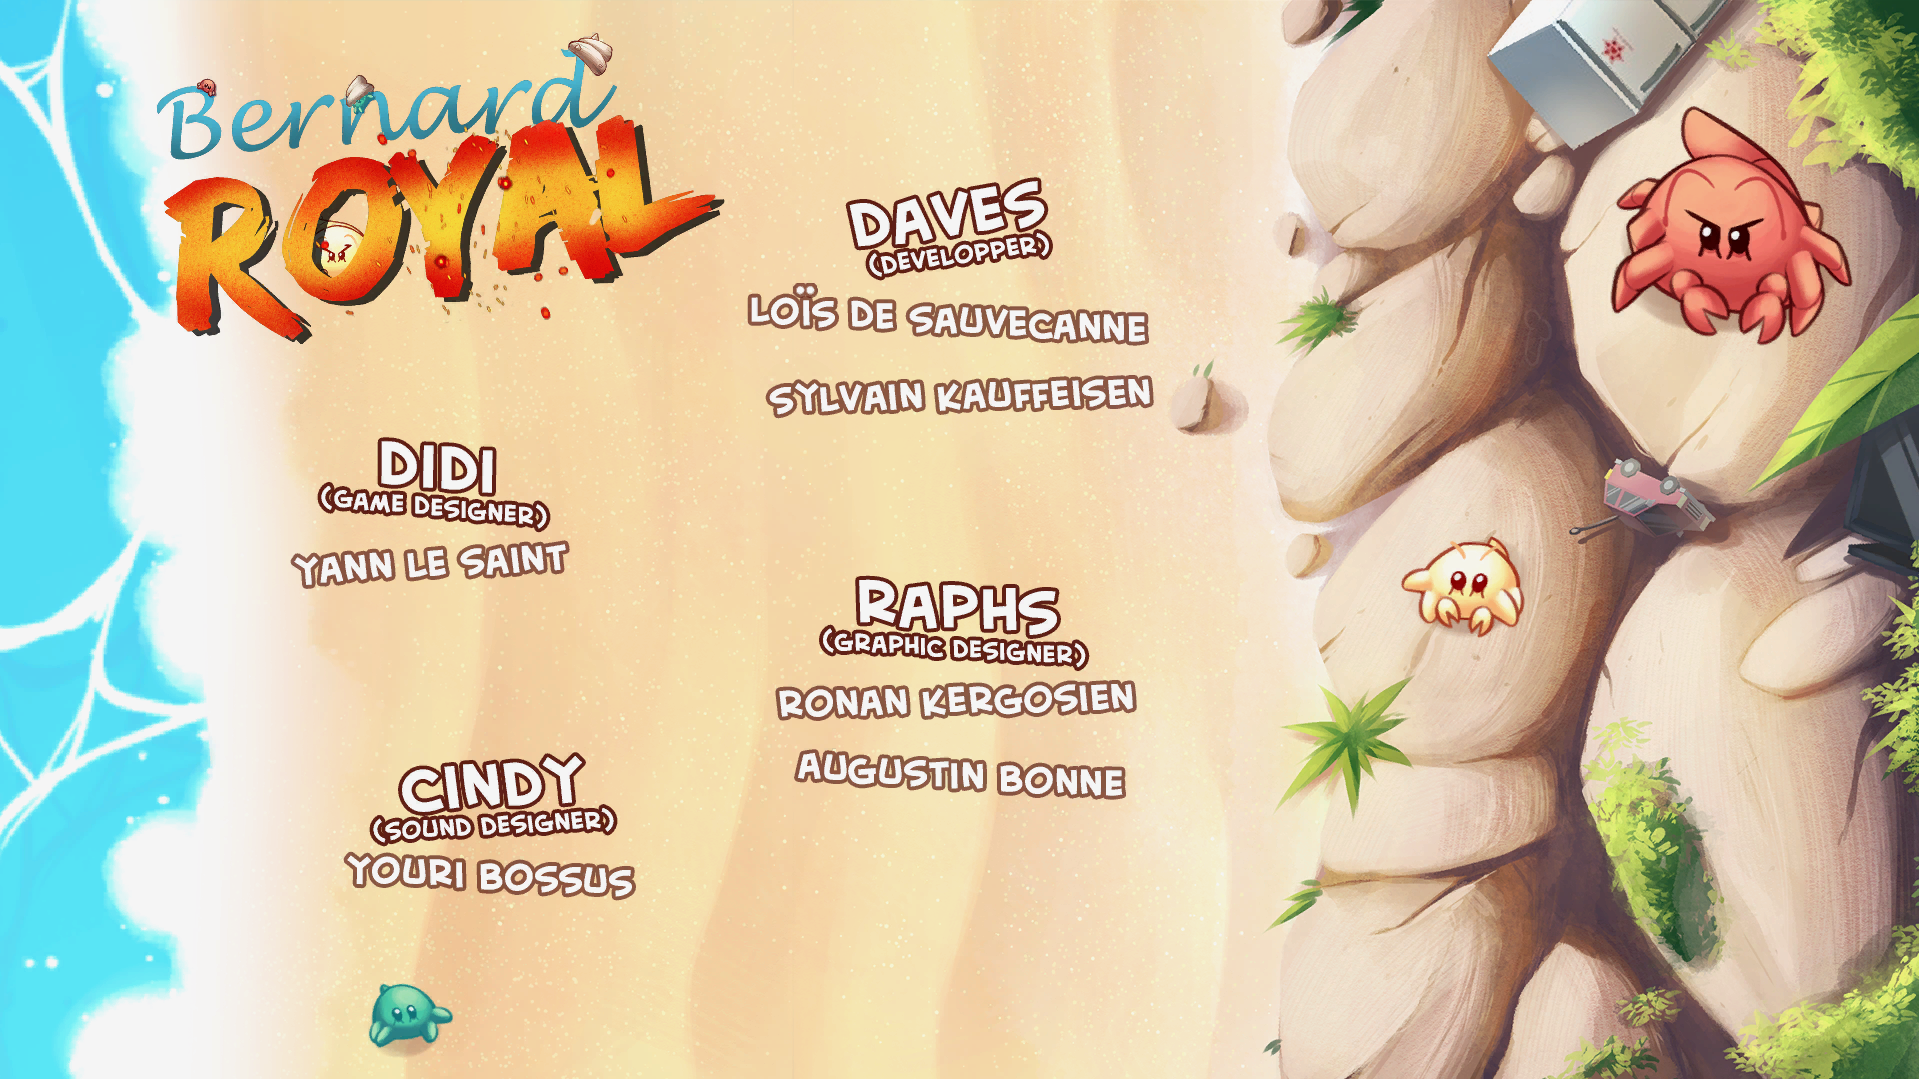 Bernard
ROYAL
DAVES
(DEVELOPPER)
LOÏS DE SAUVECANNE
SYLVAIN KAUFFEISEN
DIDI
(GAME DESIGNER)
YANN LE SAINT
RAPHS
(GRAPHIC DESIGNER)
RONAN KERGOSIEN
AUGUSTIN BONNE
CINDY
(SOUND DESIGNER)
YOURI BOSSUS